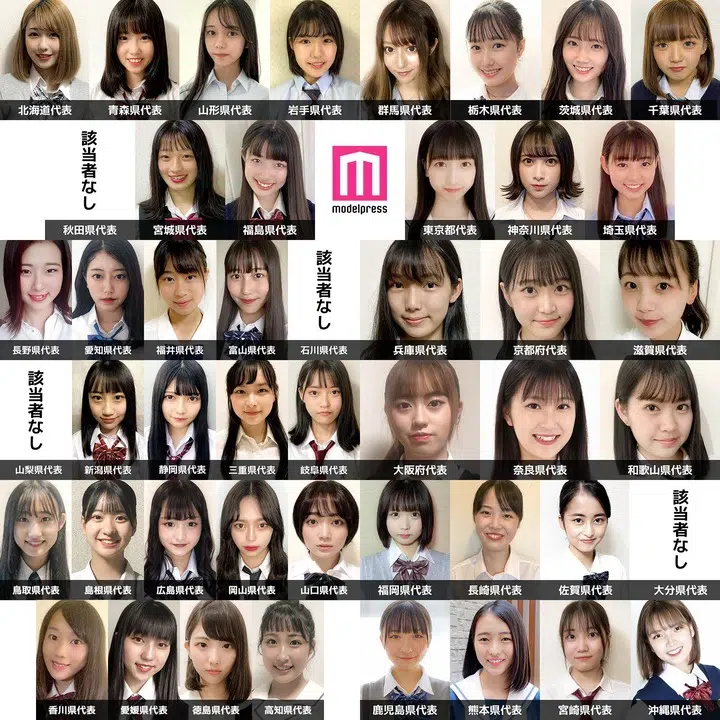 北海道代表
青森県代表
山形県代表
岩手県代表
群馬県代表
栃木県代表
茨城県代表
千葉県代表
該当者なし
秋田県代表
宮城県代表
福島県代表
modelpress
東京都代表
神奈川県代表
埼玉県代表
長野県代表
愛知県代表
福井県代表
富山県代表
該当者なし
石川県代表
兵庫県代表
京都府代表
滋賀県代表
該当者なし
山梨県代表
新潟県代表
静岡県代表
三重県代表
岐阜県代表
大阪府代表
奈良県代表
和歌山県代表
鳥取県代表
島根県代表
広島県代表
岡山県代表
山口県代表
福岡県代表
長崎県代表
佐賀県代表
該当者なし
大分県代表
香川県代表
愛媛県代表
徳島県代表
高知県代表
鹿児島県代表
熊本県代表
宮崎県代表
沖縄県代表